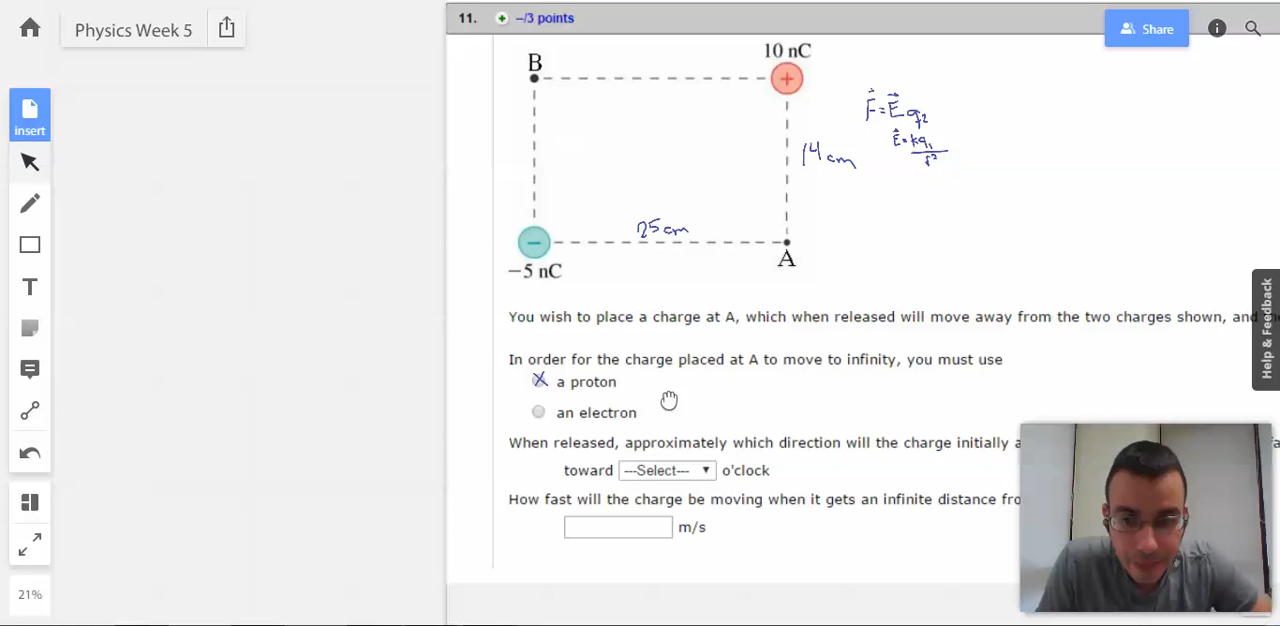 Physics Week 5
11. –/3 points
Share
insert
T
21%
B
10 nC
+
14 cm
F = E q2
E = kq1
r2
25 cm
−
−5 nC
A
You wish to place a charge at A, which when released will move away from the two charges shown, and
In order for the charge placed at A to move to infinity, you must use
X a proton
an electron
When released, approximately which direction will the charge initially a
toward ---Select--- o'clock
How fast will the charge be moving when it gets an infinite distance fro
m/s
Help & Feedback